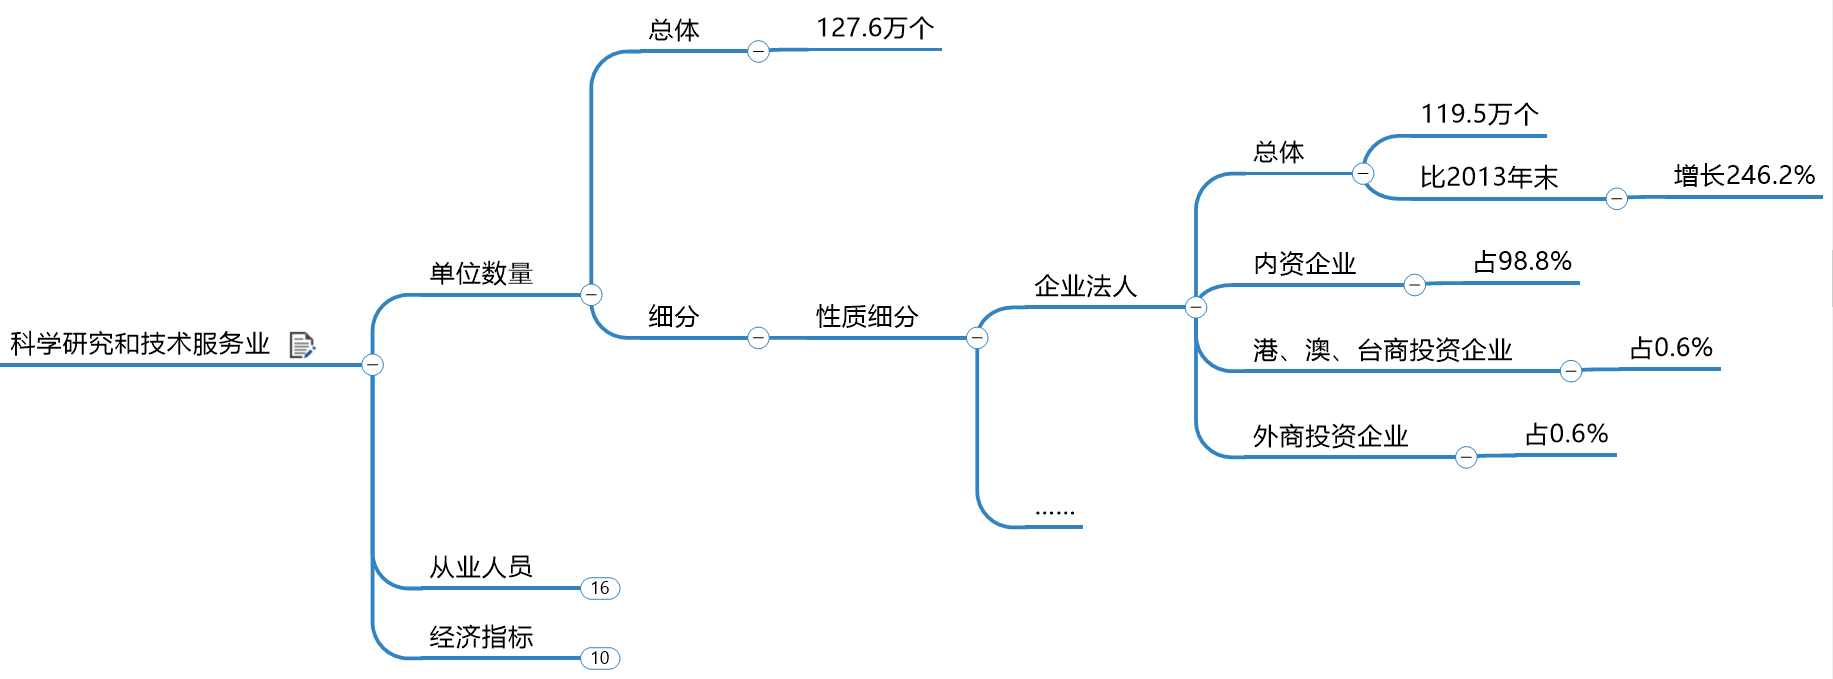 科学研究和技术服务业
单位数量
总体
127.6万个
细分
性质细分
企业法人
总体
119.5万个
比2013年末
增长246.2%
内资企业
占98.8%
港、澳、台商投资企业
占0.6%
外商投资企业
占0.6%
……
从业人员
16
经济指标
10